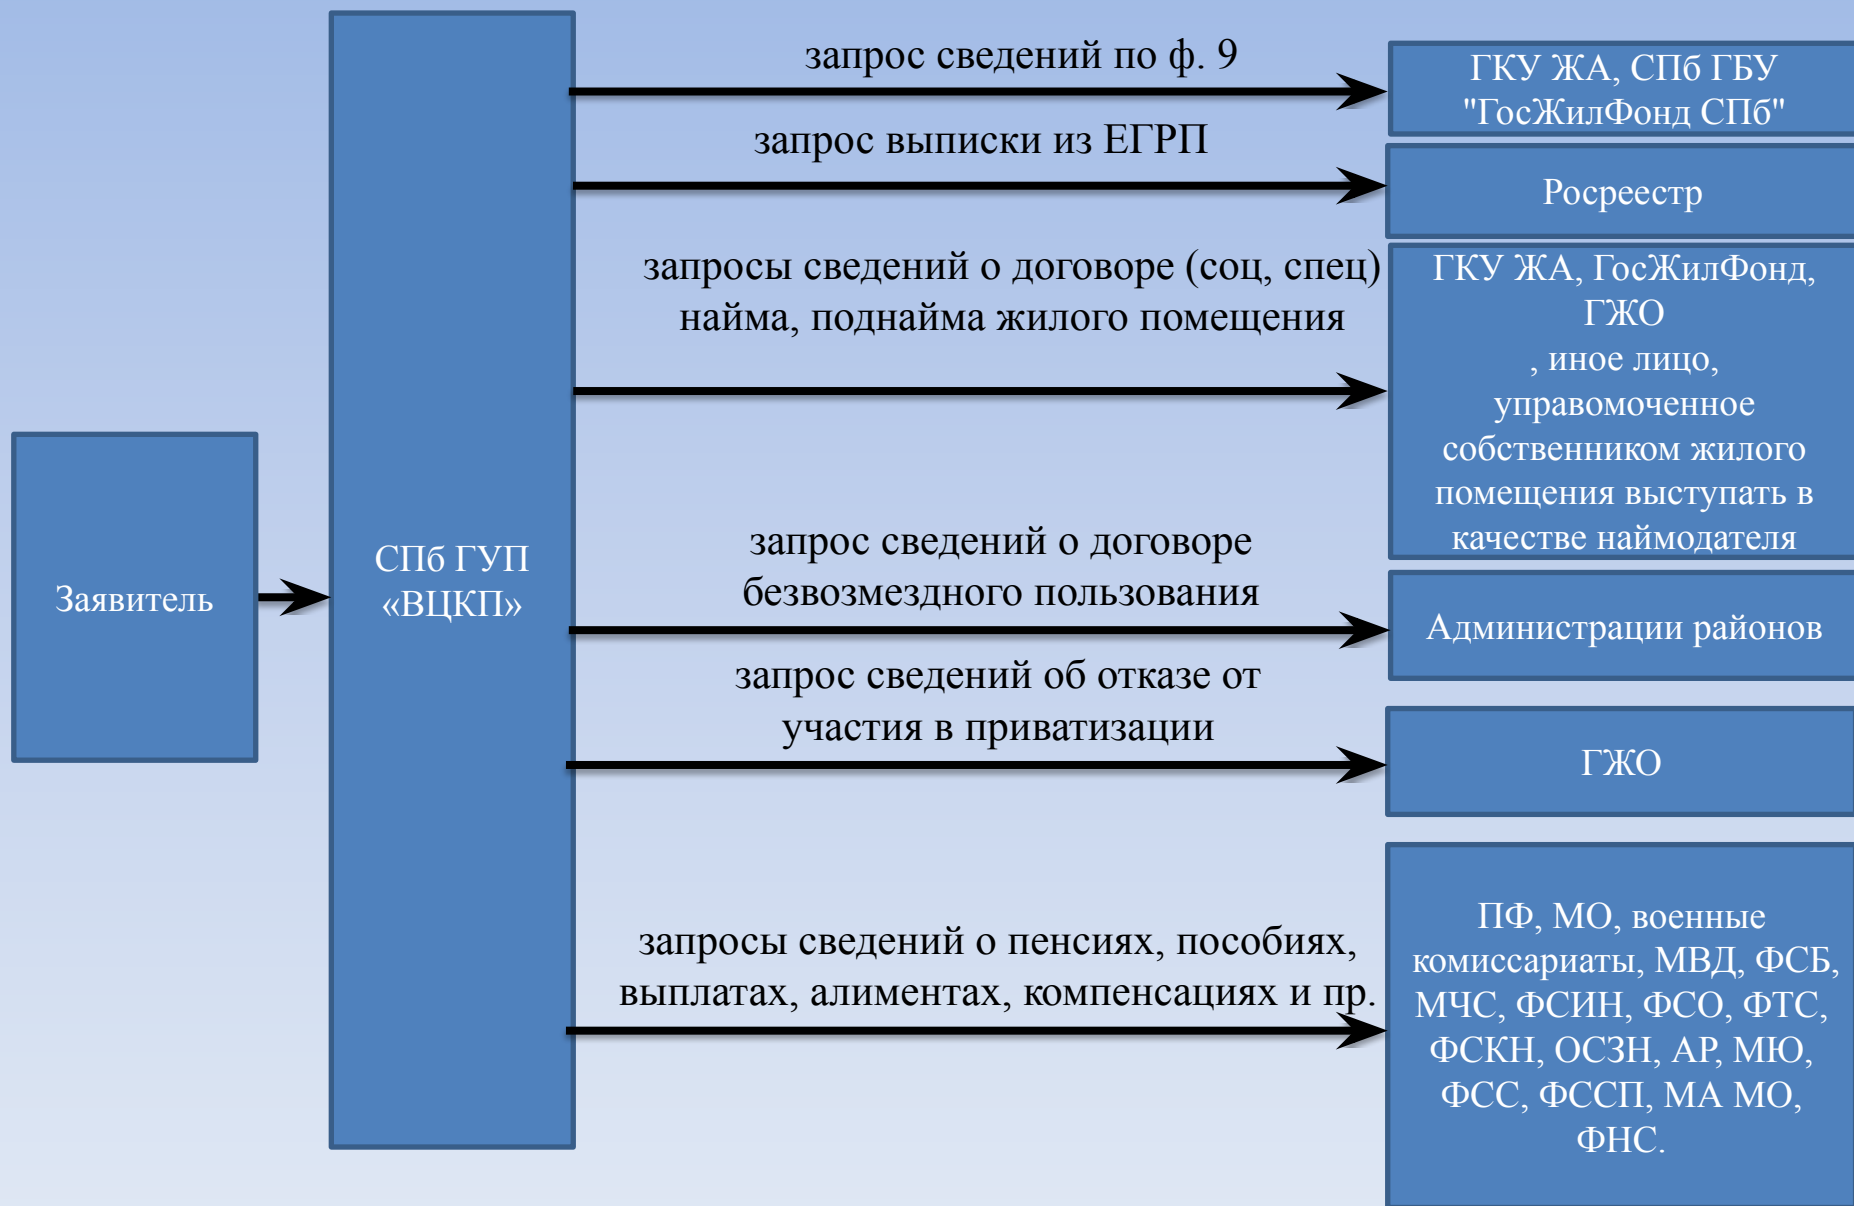 Заявитель
СПб ГУП
«ВЦКП»
запрос сведений по ф. 9
ГКУ ЖА, СПб ГБУ
"ГосЖилФонд СПб"
запрос выписки из ЕГРП
Росреестр
запросы сведений о договоре (соц, спец)
найма, поднайма жилого помещения
ГКУ ЖА, ГосЖилФонд,
ГЖО
, иное лицо,
управомоченное
собственником жилого
помещения выступать в
качестве наймодателя
запрос сведений о договоре
безвозмездного пользования
Администрации районов
запрос сведений об отказе от
участия в приватизации
ГЖО
запросы сведений о пенсиях, пособиях,
выплатах, алиментах, компенсациях и пр.
ПФ, МО, военные
комиссариаты, МВД, ФСБ,
МЧС, ФСИН, ФСО, ФТС,
ФСКН, ОСЗН, АР, МЮ,
ФСС, ФССП, МА МО,
ФНС.